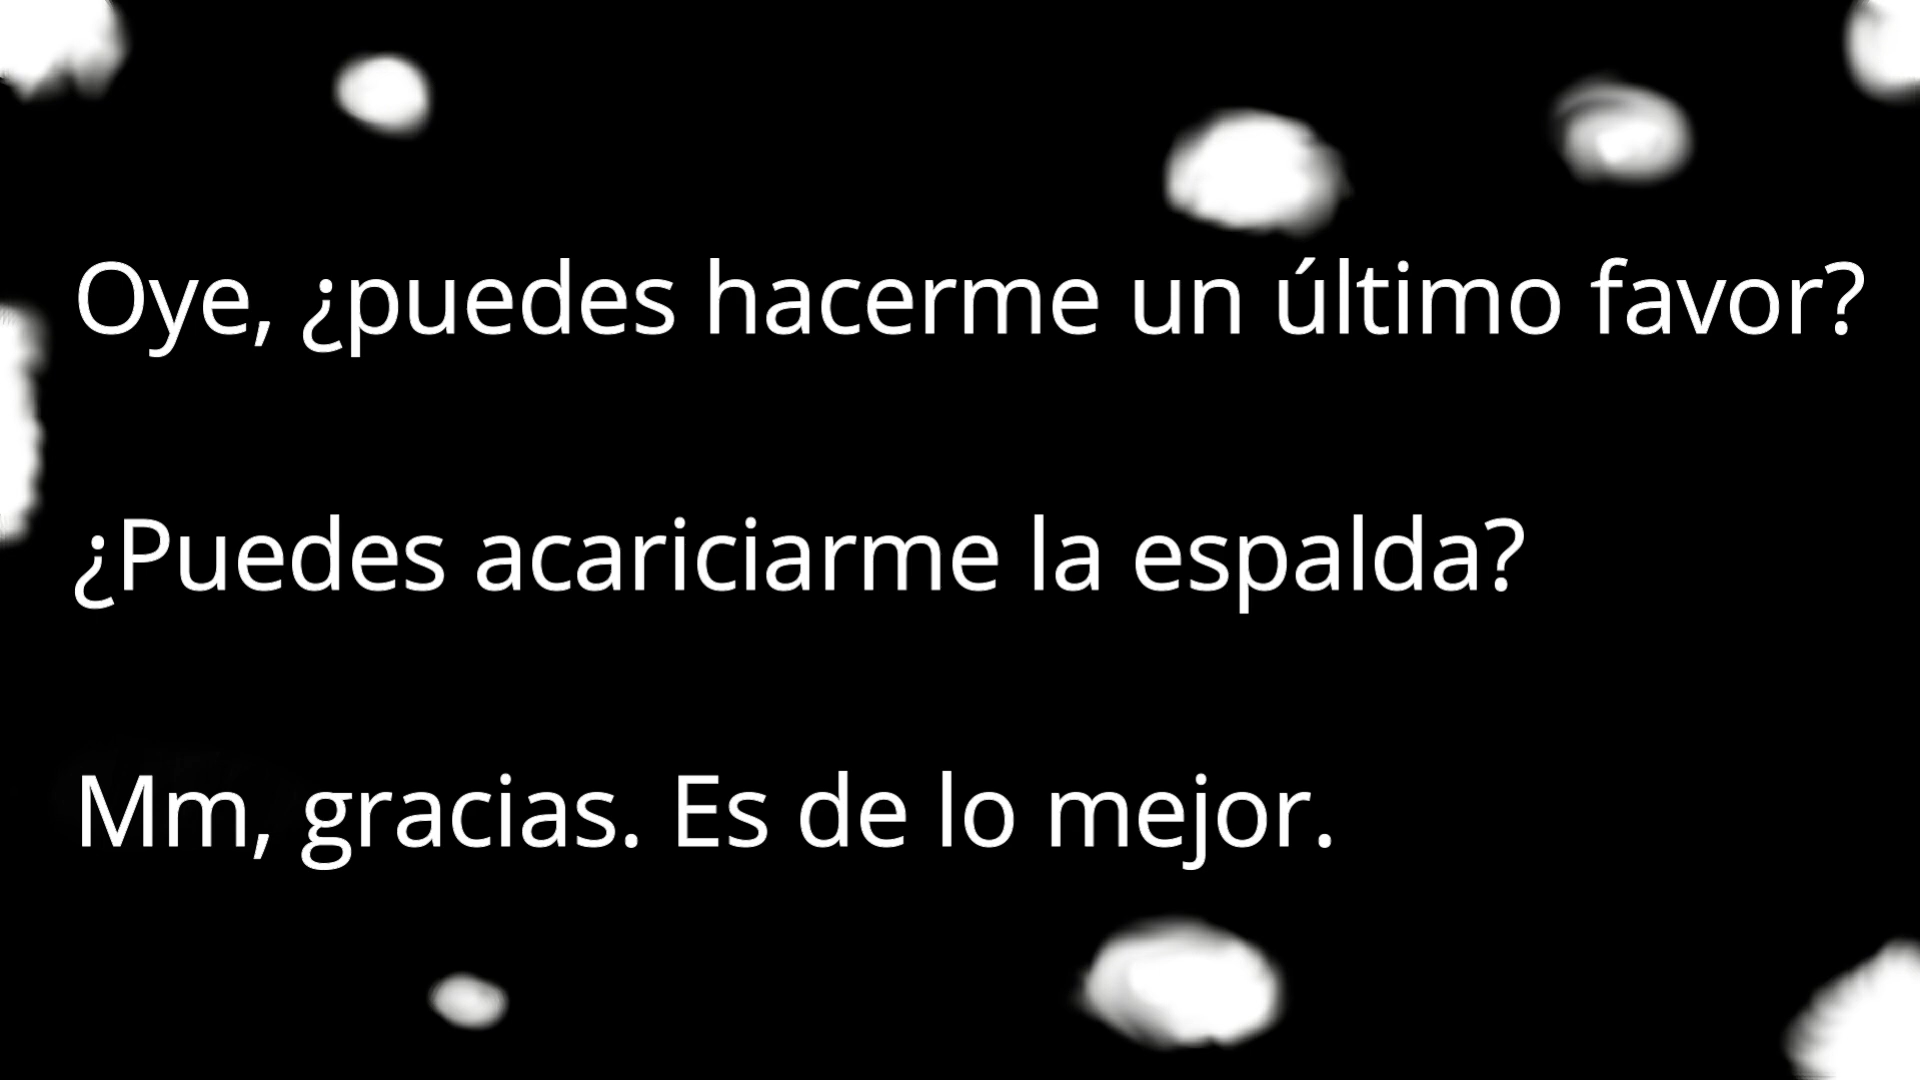 Oye, ¿puedes hacerme un último favor?
¿Puedes acariciarme la espalda?
Mm, gracias. Es de lo mejor.